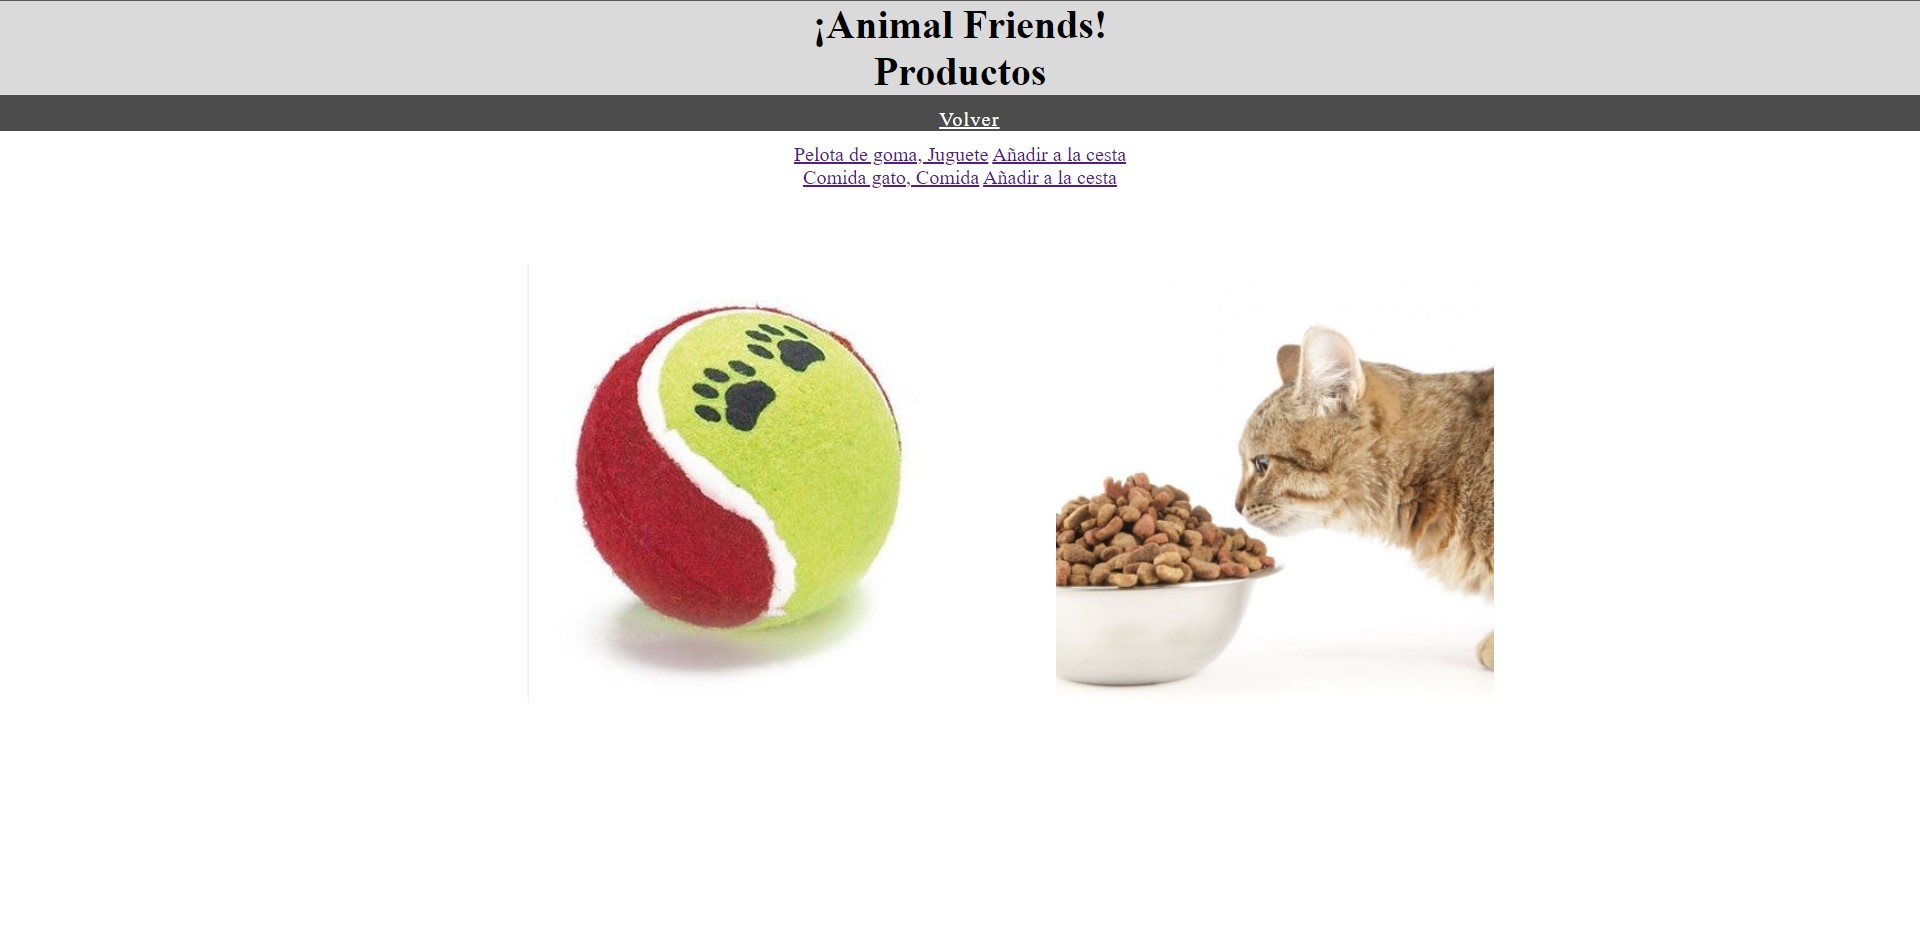 ¡Animal Friends!
Productos
Volver
Pelota de goma, Juguete Añadir a la cesta
Comida gato, Comida Añadir a la cesta